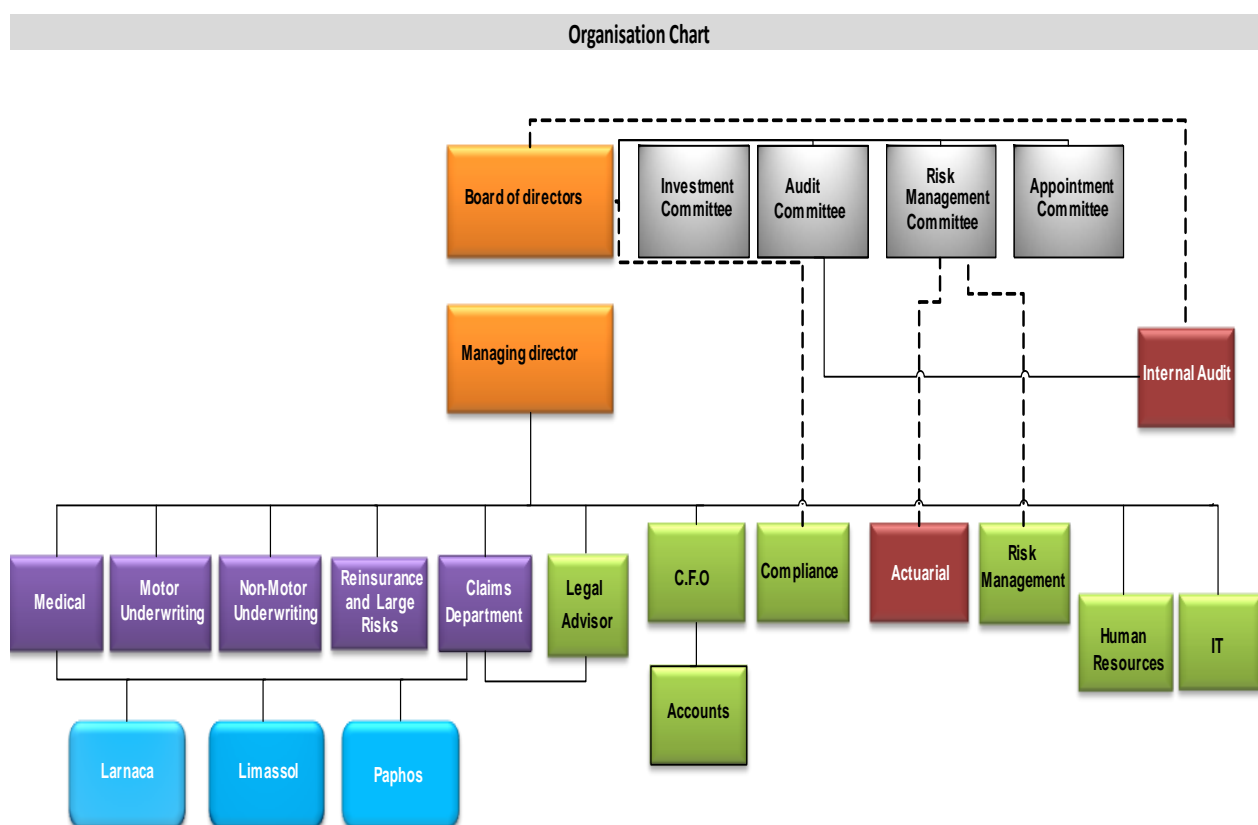 Organisation Chart
Board of directors
Investment
Committee
Audit
Committee
Risk
Management
Committee
Appointment
Committee
Managing director
Internal Audit
Medical
Motor
Underwriting
Non-Motor
Underwriting
Reinsurance
and Large
Risks
Claims
Department
Legal
Advisor
C.F.O
Compliance
Actuarial
Risk
Management
Human
Resources
IT
Accounts
Larnaca
Limassol
Paphos